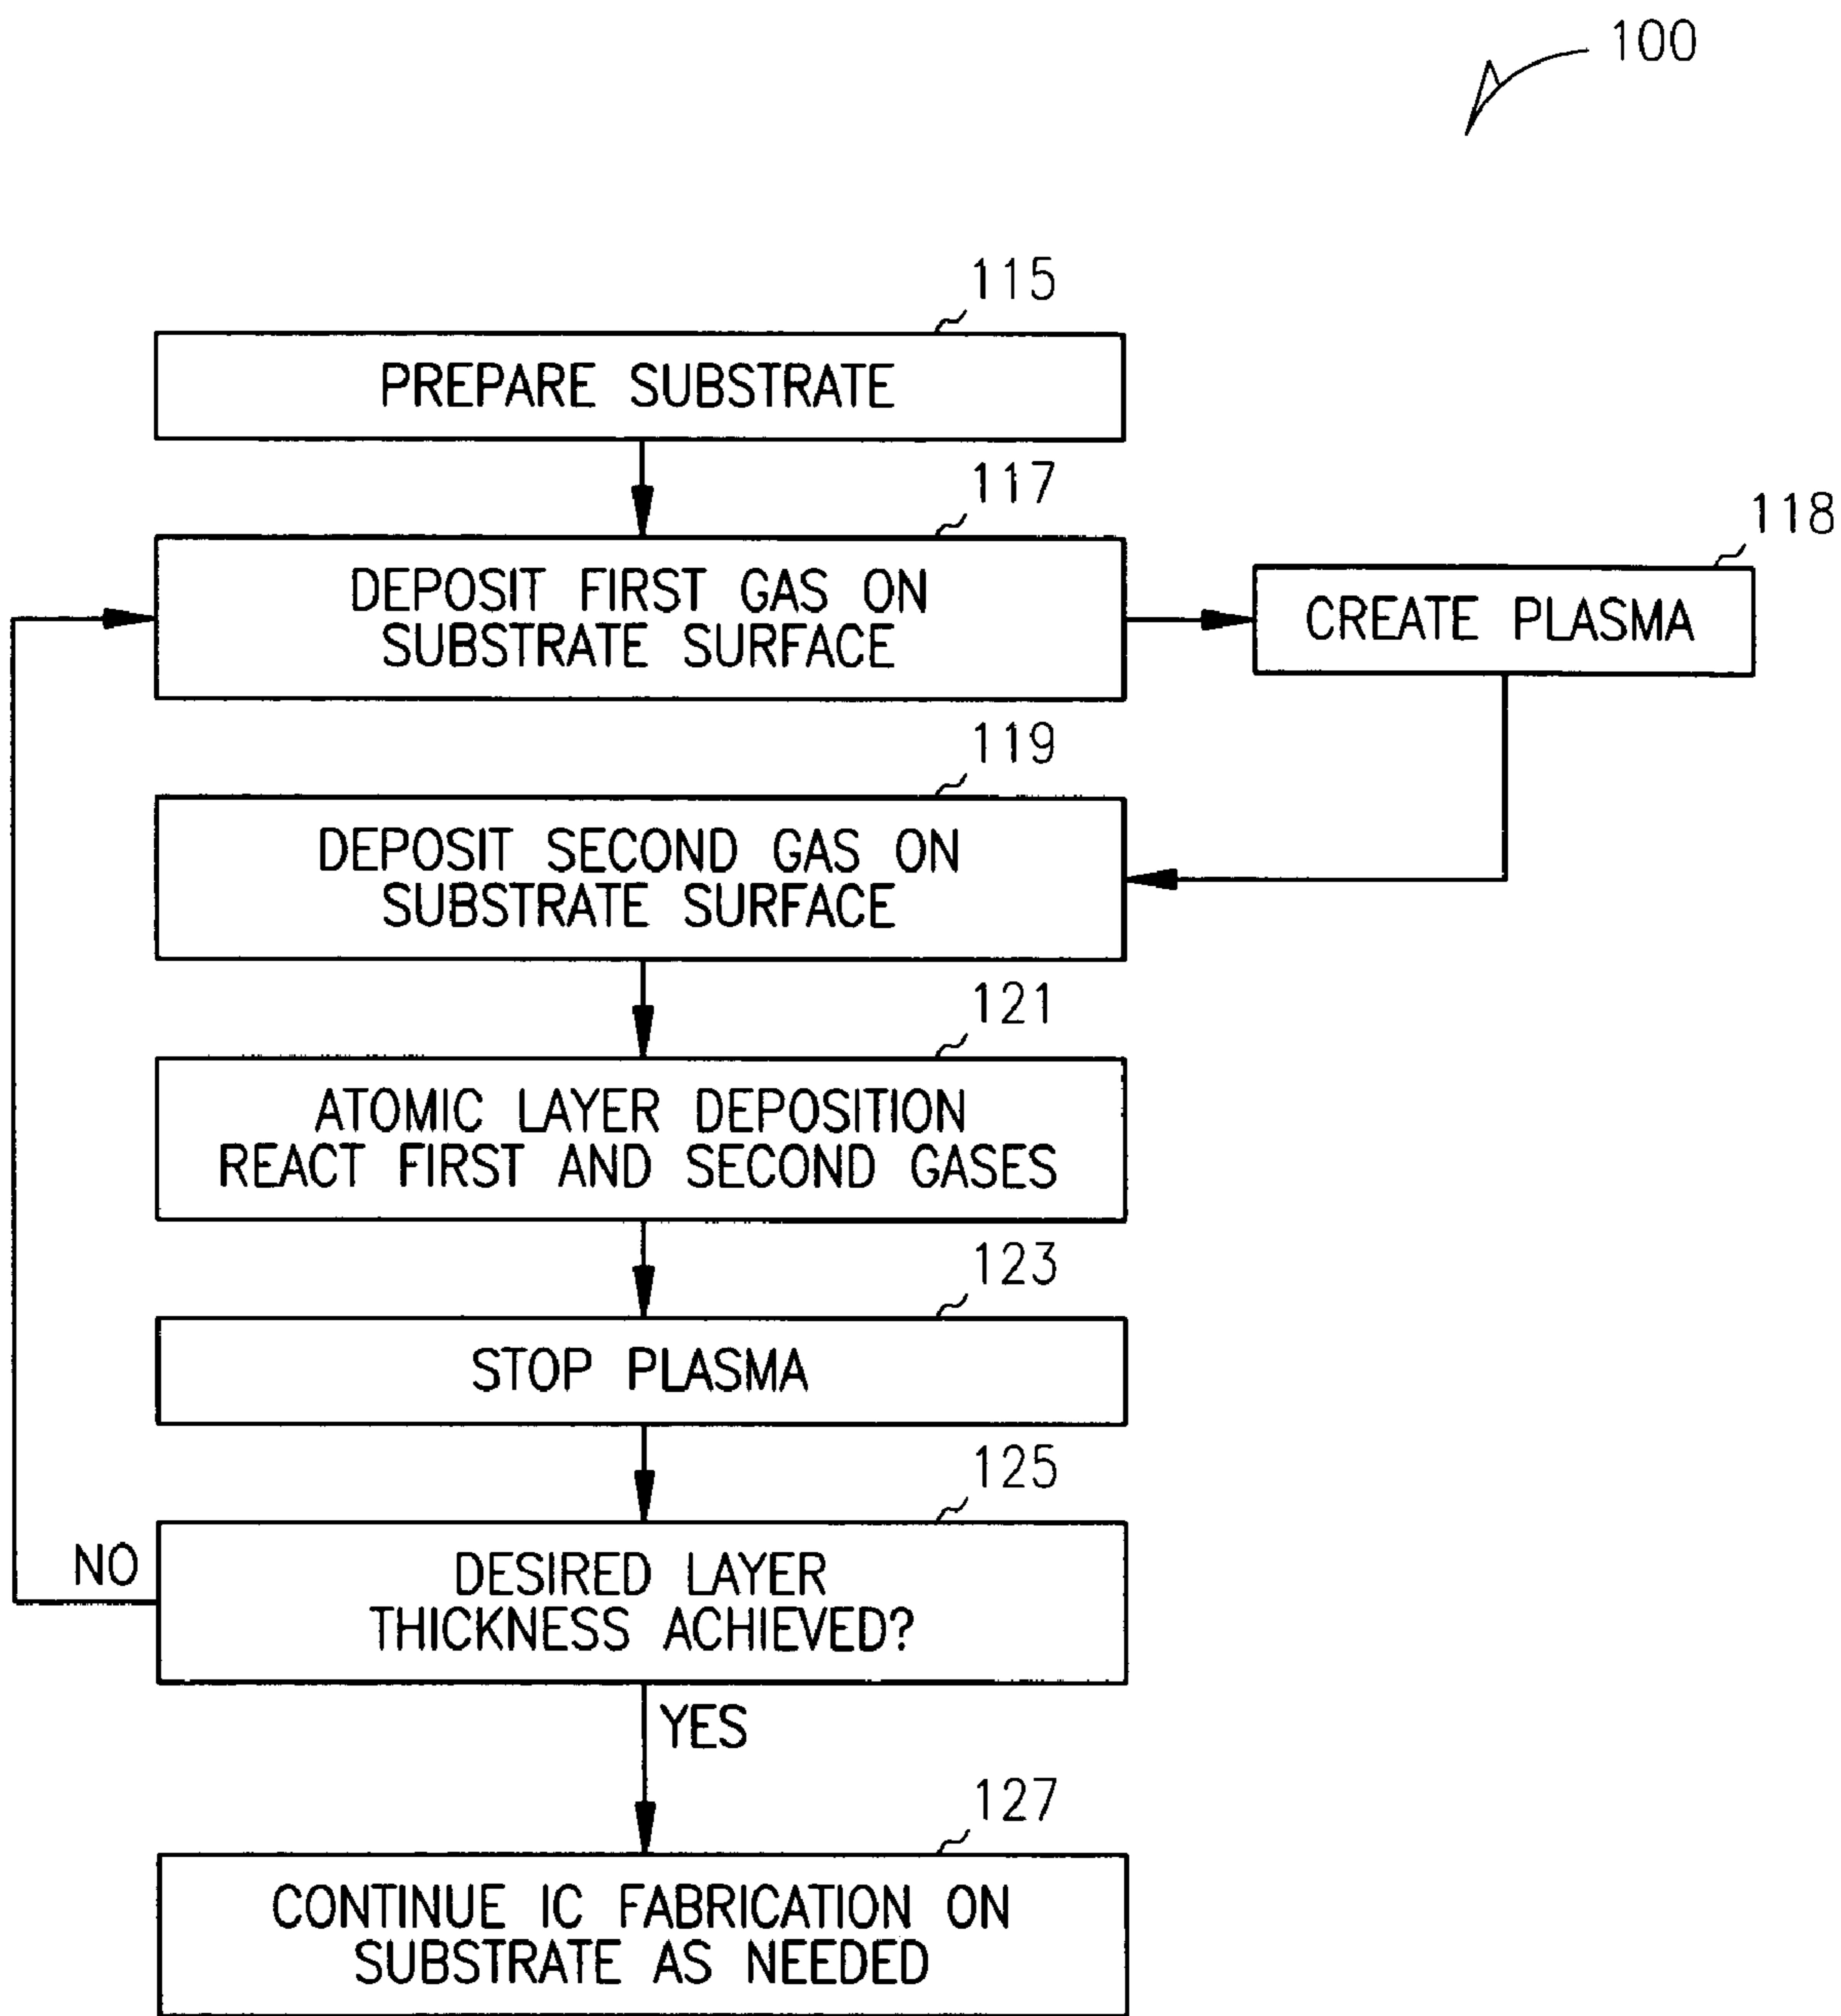 100
115
PREPARE SUBSTRATE
117
DEPOSIT FIRST GAS ON
SUBSTRATE SURFACE
118
CREATE PLASMA
119
DEPOSIT SECOND GAS ON
SUBSTRATE SURFACE
121
ATOMIC LAYER DEPOSITION
REACT FIRST AND SECOND GASES
123
STOP PLASMA
125
NO
DESIRED LAYER
THICKNESS ACHIEVED?
YES
127
CONTINUE IC FABRICATION ON
SUBSTRATE AS NEEDED